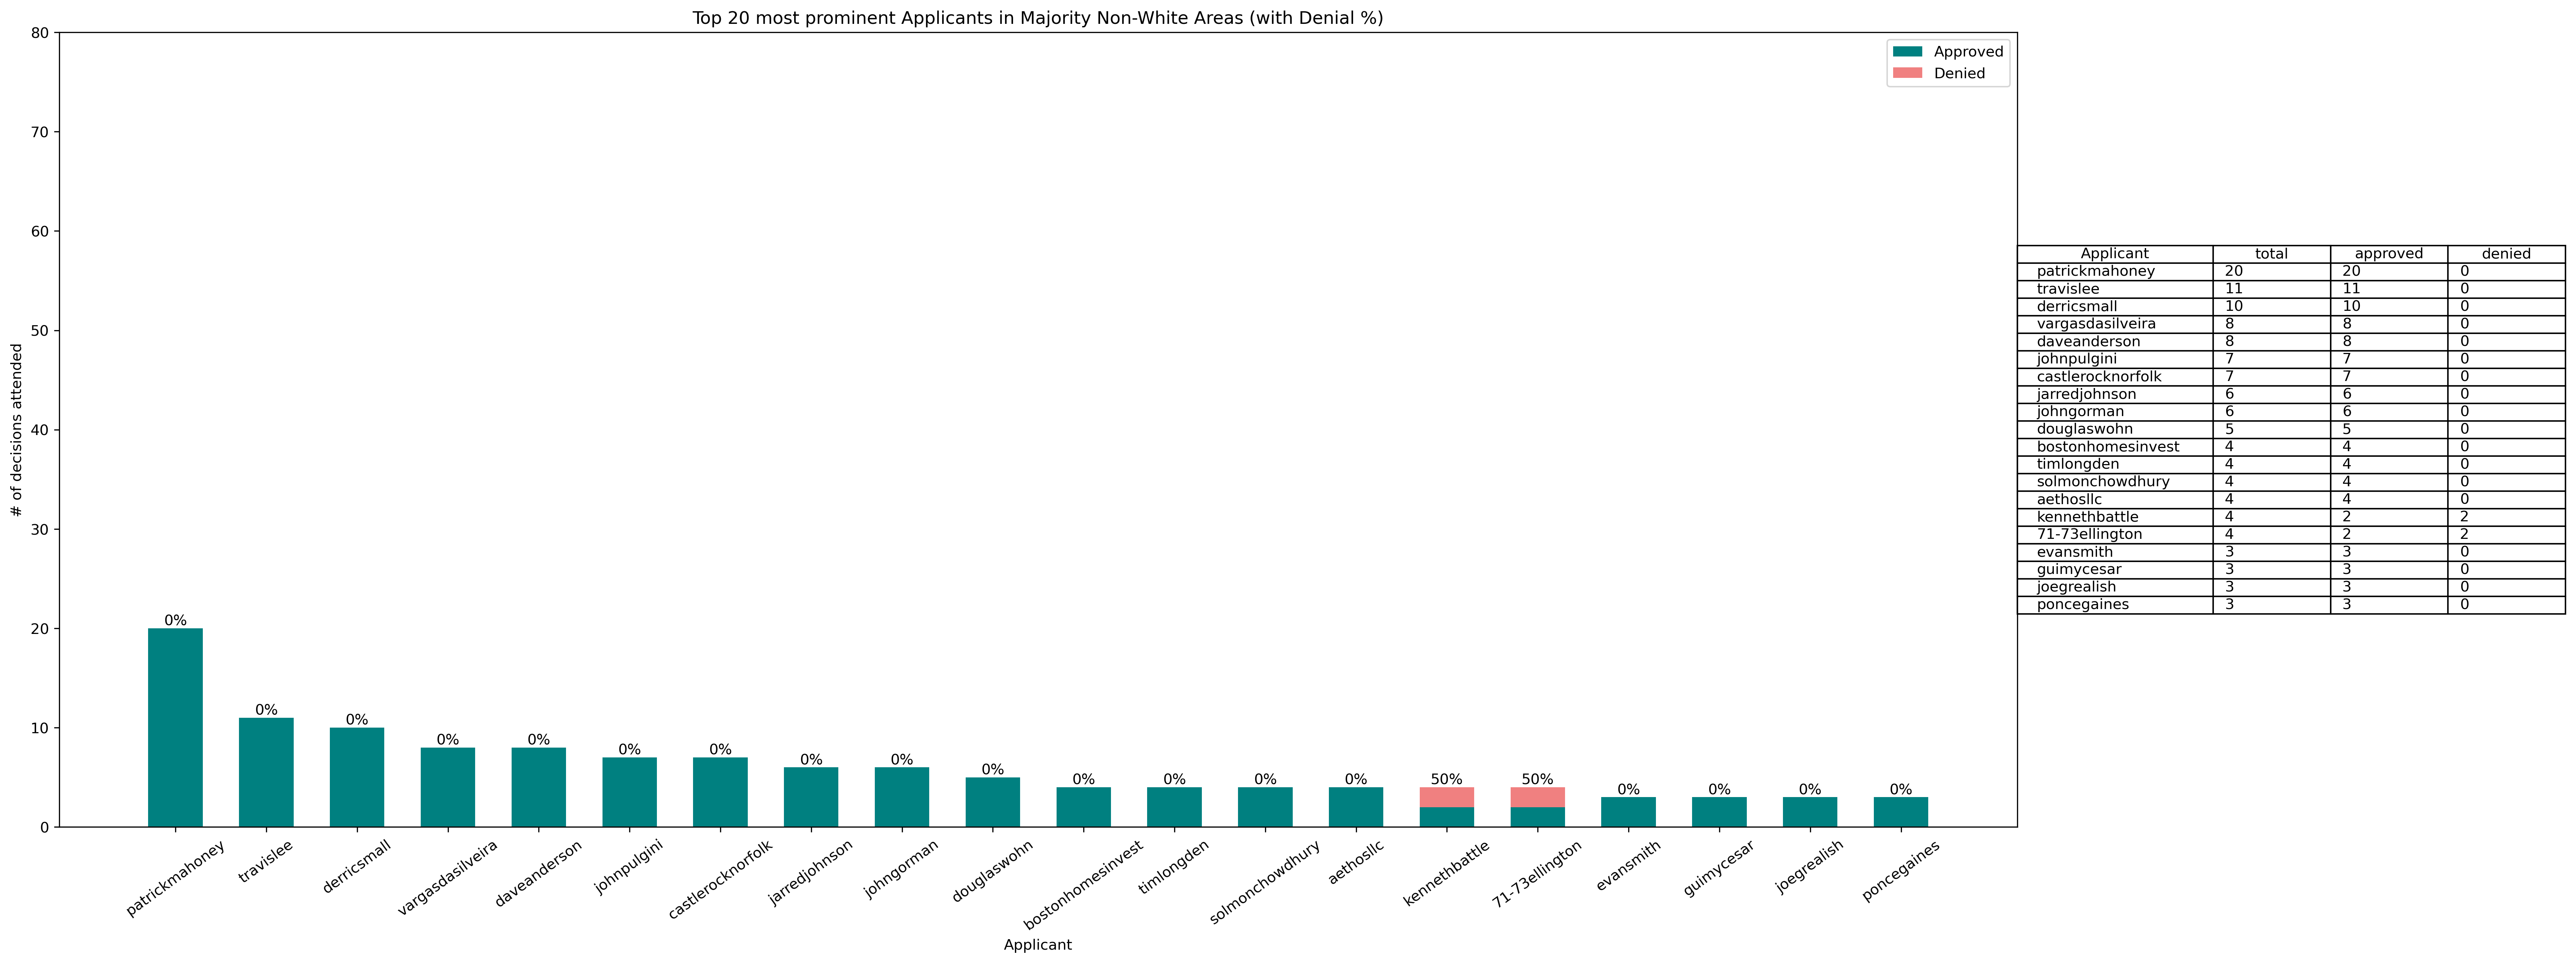 Top 20 most prominent Applicants in Majority Non-White Areas (with Denial %)
Approved
Denied
# of decisions attended
80
70
60
50
40
30
20
10
0
0%
0%
0%
0%
0%
0%
0%
0%
0%
0%
0%
0%
0%
0%
50%
50%
0%
0%
0%
0%
patrickmahoney
travislee
derricsmall
vargasdasilveira
daveanderson
johnpulgini
castlerocknorfolk
jarredjohnson
johngorman
douglaswohn
bostonhomesinvest
timlongden
solmonchowdhury
aethosllc
kennethbattle
71-73ellington
evansmith
guimycesar
joegrealish
poncegaines
Applicant
Applicant total approved denied
patrickmahoney 20 20 0
travislee 11 11 0
derricsmall 10 10 0
vargasdasilveira 8 8 0
daveanderson 8 8 0
johnpulgini 7 7 0
castlerocknorfolk 7 7 0
jarredjohnson 6 6 0
johngorman 6 6 0
douglaswohn 5 5 0
bostonhomesinvest 4 4 0
timlongden 4 4 0
solmonchowdhury 4 4 0
aethosllc 4 4 0
kennethbattle 4 2 2
71-73ellington 4 2 2
evansmith 3 3 0
guimycesar 3 3 0
joegrealish 3 3 0
poncegaines 3 3 0